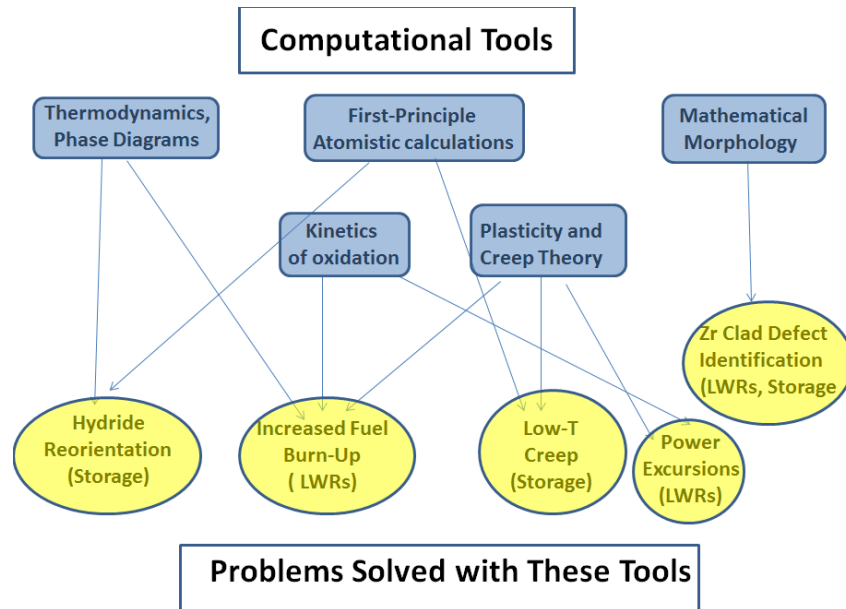 Computational Tools
Thermodynamics,
Phase Diagrams
First-Principle
Atomistic calculations
Mathematical
Morphology
Kinetics
of oxidation
Plasticity and
Creep Theory
Zr Clad Defect
Identification
(LWRs, Storage
Hydride
Reorientation
(Storage)
Increased Fuel
Burn-Up
( LWRs)
Low-T
Creep
(Storage)
Power
Excursions
(LWRs)
Problems Solved with These Tools